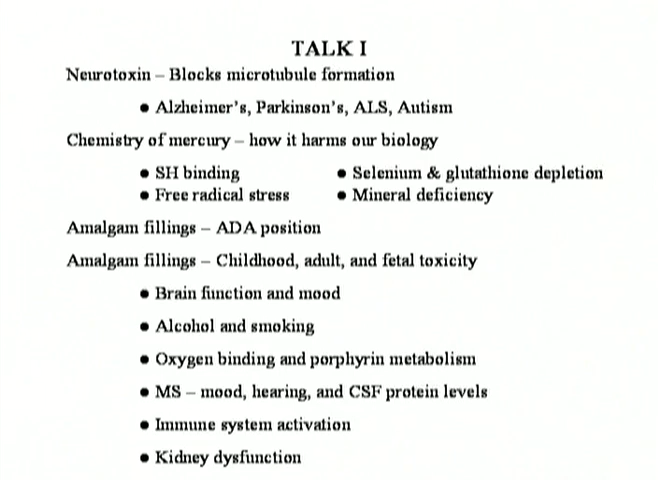 TALK I
Neurotoxin – Blocks microtubule formation
● Alzheimer's, Parkinson's, ALS, Autism
Chemistry of mercury – how it harms our biology
● SH binding ● Selenium & glutathione depletion
● Free radical stress ● Mineral deficiency
Amalgam fillings – ADA position
Amalgam fillings – Childhood, adult, and fetal toxicity
● Brain function and mood
● Alcohol and smoking
● Oxygen binding and porphyrin metabolism
● MS – mood, hearing, and CSF protein levels
● Immune system activation
● Kidney dysfunction